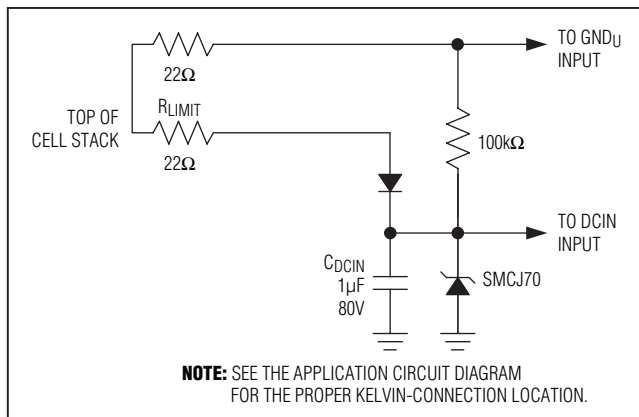 TO GNDU
INPUT
22Ω
TOP OF
CELL STACK
RLIMIT
22Ω
100kΩ
TO DCIN
INPUT
CDCIN
1µF
80V
SMCJ70
NOTE: SEE THE APPLICATION CIRCUIT DIAGRAM
FOR THE PROPER KELVIN-CONNECTION LOCATION.